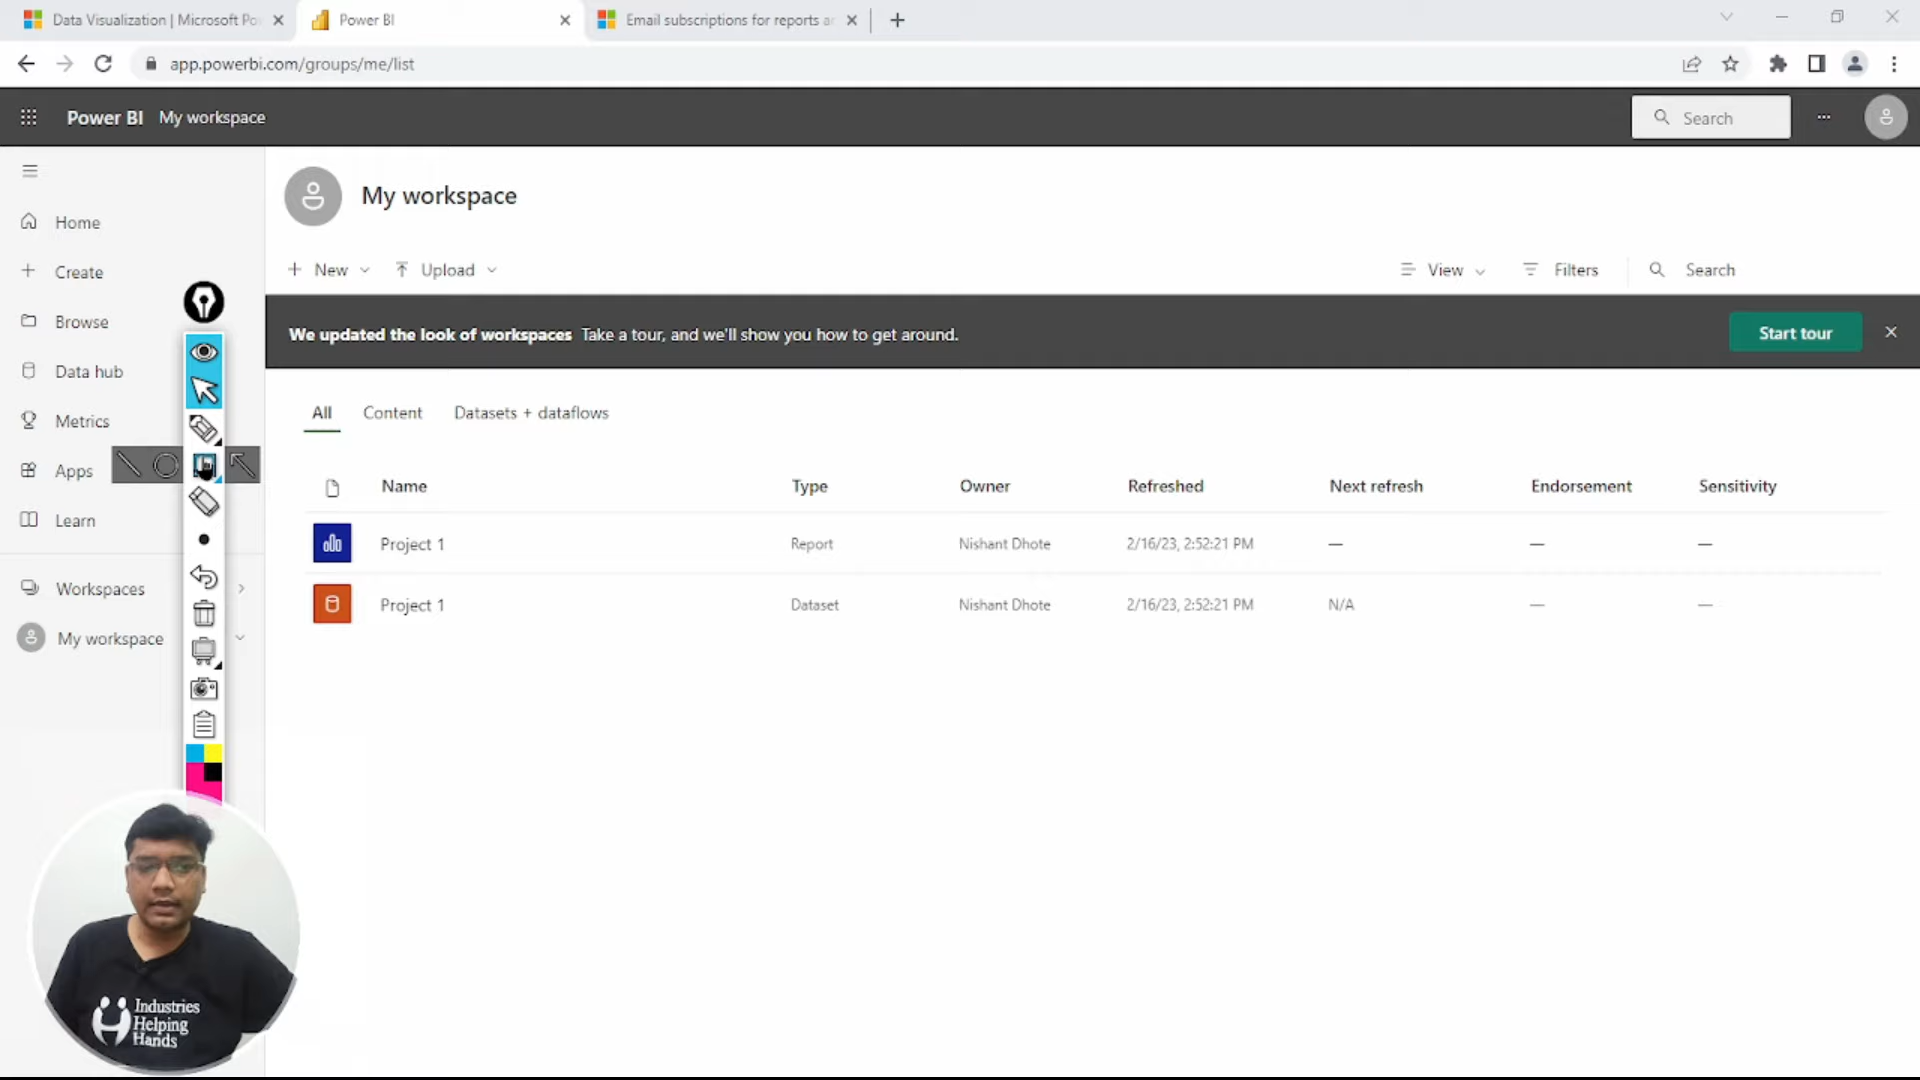 Data Visualization | Microsoft Po
Power BI
Email subscriptions for reports a
app.powerbi.com/groups/me/list
Power BI My workspace
Search
My workspace
Home
New
Upload
View
Filters
Search
Create
Browse
We updated the look of workspaces Take a tour, and we'll show you how to get around.
Start tour
Data hub
All
Content
Datasets + dataflows
Metrics
Apps
Name
Type
Owner
Refreshed
Next refresh
Endorsement
Sensitivity
Learn
Project 1
Report
Nishant Dhote
2/16/23, 2:52:21 PM
—
—
—
Workspaces
Project 1
Dataset
Nishant Dhote
2/16/23, 2:52:21 PM
N/A
—
—
My workspace
Industries
Helping
Hands